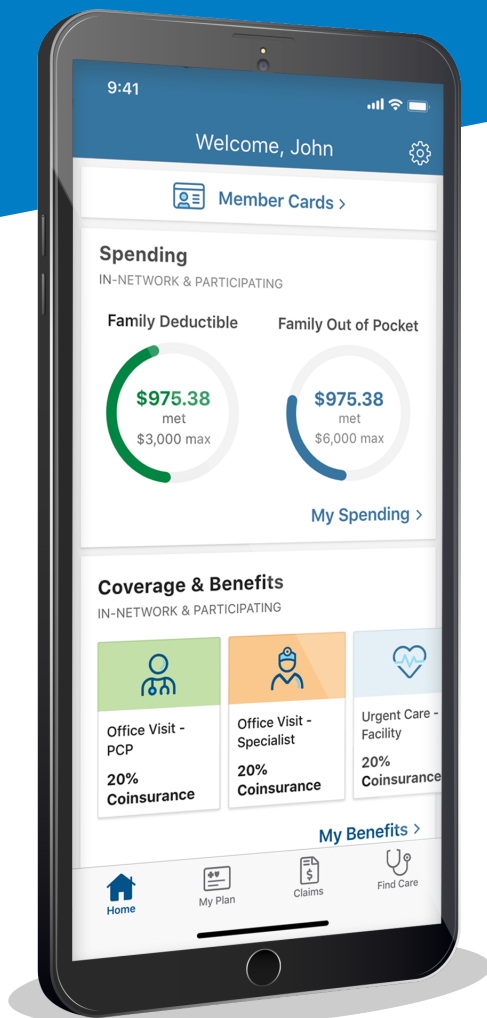 9:41
Welcome, John
Member Cards >
Spending
IN-NETWORK & PARTICIPATING
Family Deductible
$975.38
met
$3,000 max
Family Out of Pocket
$975.38
met
$6,000 max
My Spending >
Coverage & Benefits
IN-NETWORK & PARTICIPATING
Office Visit -
PCP
20%
Coinsurance
Office Visit -
Specialist
20%
Coinsurance
Urgent Care -
Facility
20%
Coinsurance
My Benefits >
Home
My Plan
Claims
Find Care